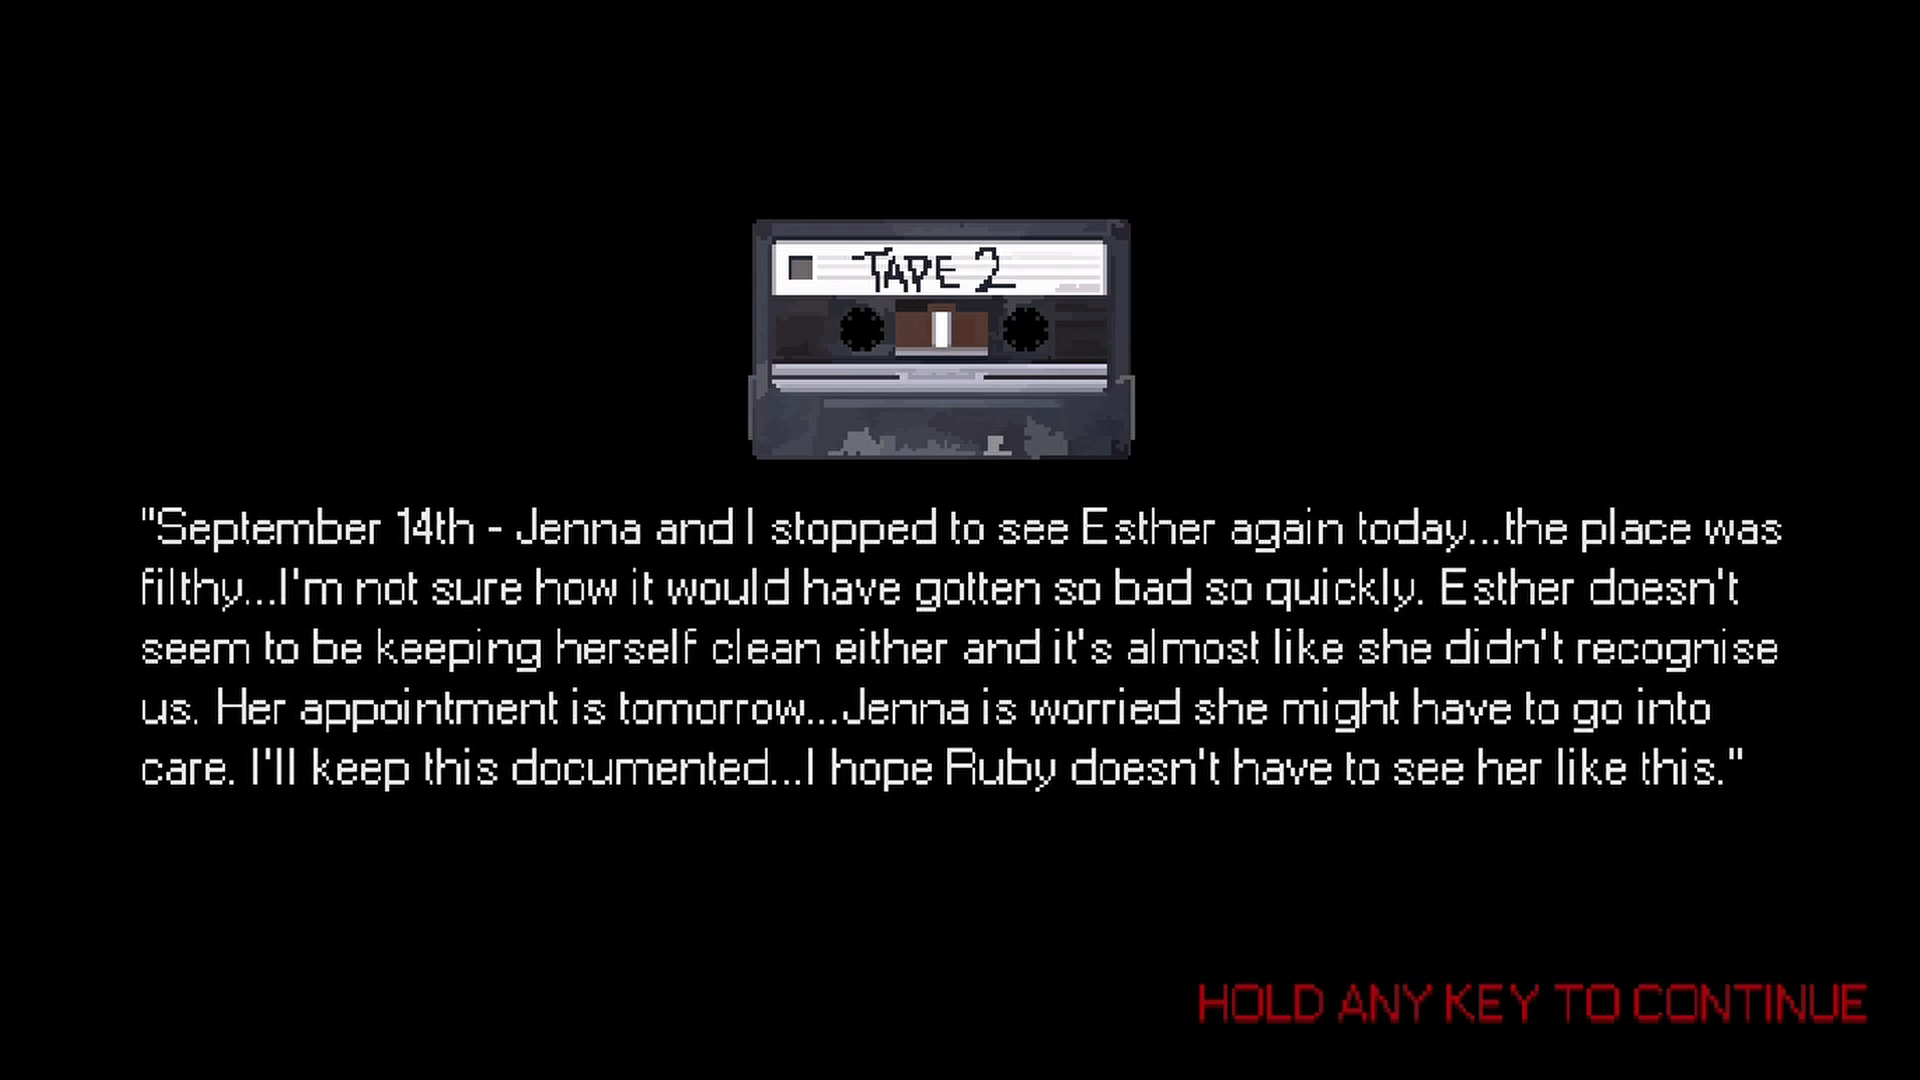 TAPE 2
"September 14th - Jenna and I stopped to see Esther again today...the place was
filthy...I'm not sure how it would have gotten so bad so quickly. Esther doesn't
seem to be keeping herself clean either and it's almost like she didn't recognise
us. Her appointment is tomorrow...Jenna is worried she might have to go into
care. I'll keep this documented...I hope Ruby doesn't have to see her like this."
HOLD ANY KEY TO CONTINUE